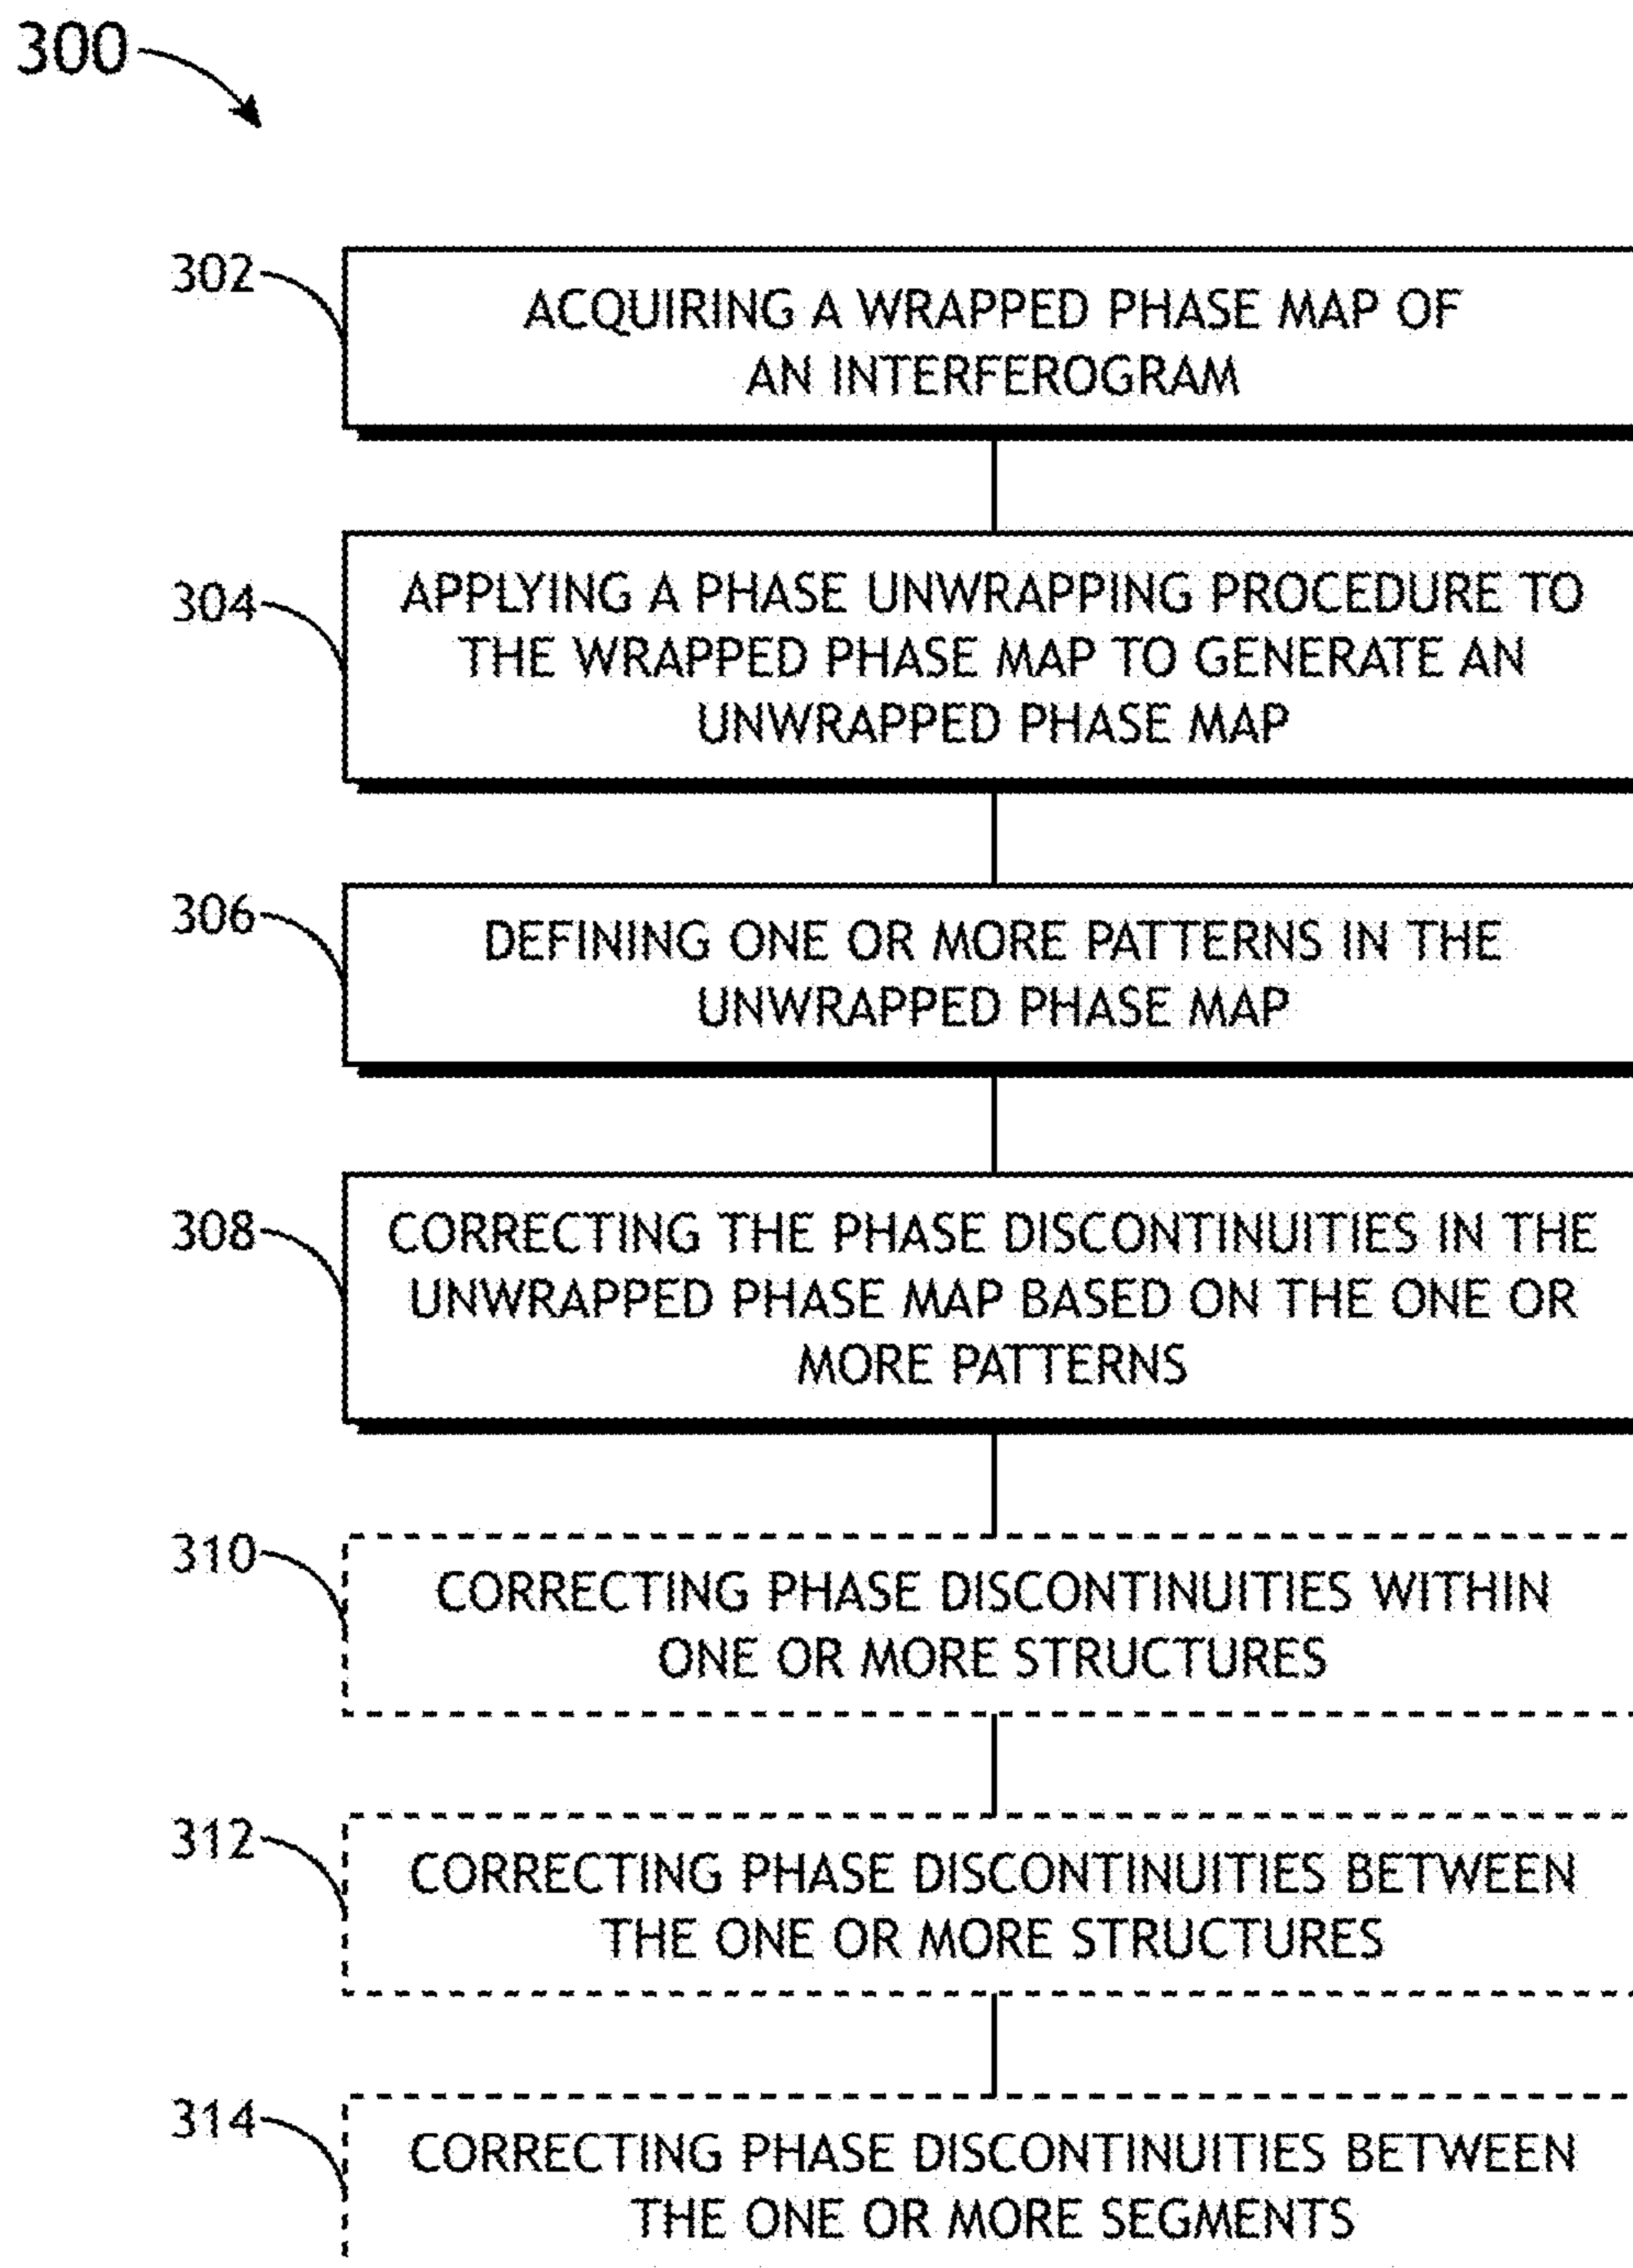 300
302
ACQUIRING A WRAPPED PHASE MAP OF
AN INTERFEROGRAM
304
APPLYING A PHASE UNWRAPPING PROCEDURE TO
THE WRAPPED PHASE MAP TO GENERATE AN
UNWRAPPED PHASE MAP
306
DEFINING ONE OR MORE PATTERNS IN THE
UNWRAPPED PHASE MAP
308
CORRECTING THE PHASE DISCONTINUITIES IN THE
UNWRAPPED PHASE MAP BASED ON THE ONE OR
MORE PATTERNS
310
CORRECTING PHASE DISCONTINUITIES WITHIN
ONE OR MORE STRUCTURES
312
CORRECTING PHASE DISCONTINUITIES BETWEEN
THE ONE OR MORE STRUCTURES
314
CORRECTING PHASE DISCONTINUITIES BETWEEN
THE ONE OR MORE SEGMENTS